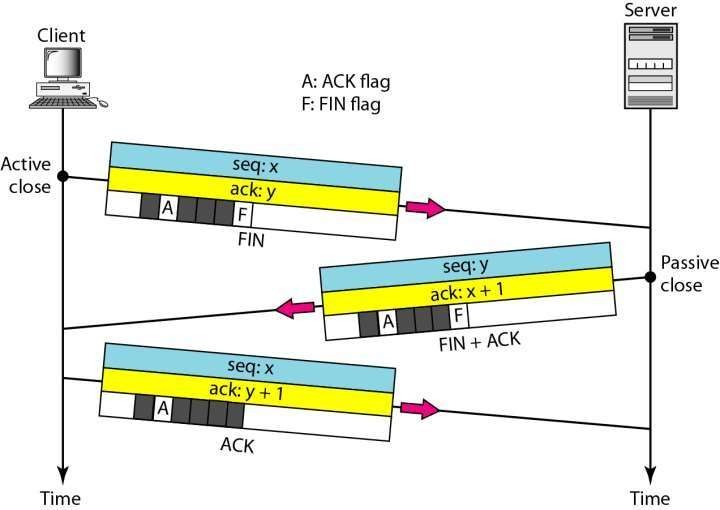 Client
Server
A: ACK flag
F: FIN flag
Active
close
seq: x
ack: y
A
F
FIN
Passive
close
seq: y
ack: x + 1
A
F
FIN + ACK
seq: x
ack: y + 1
A
ACK
Time
Time